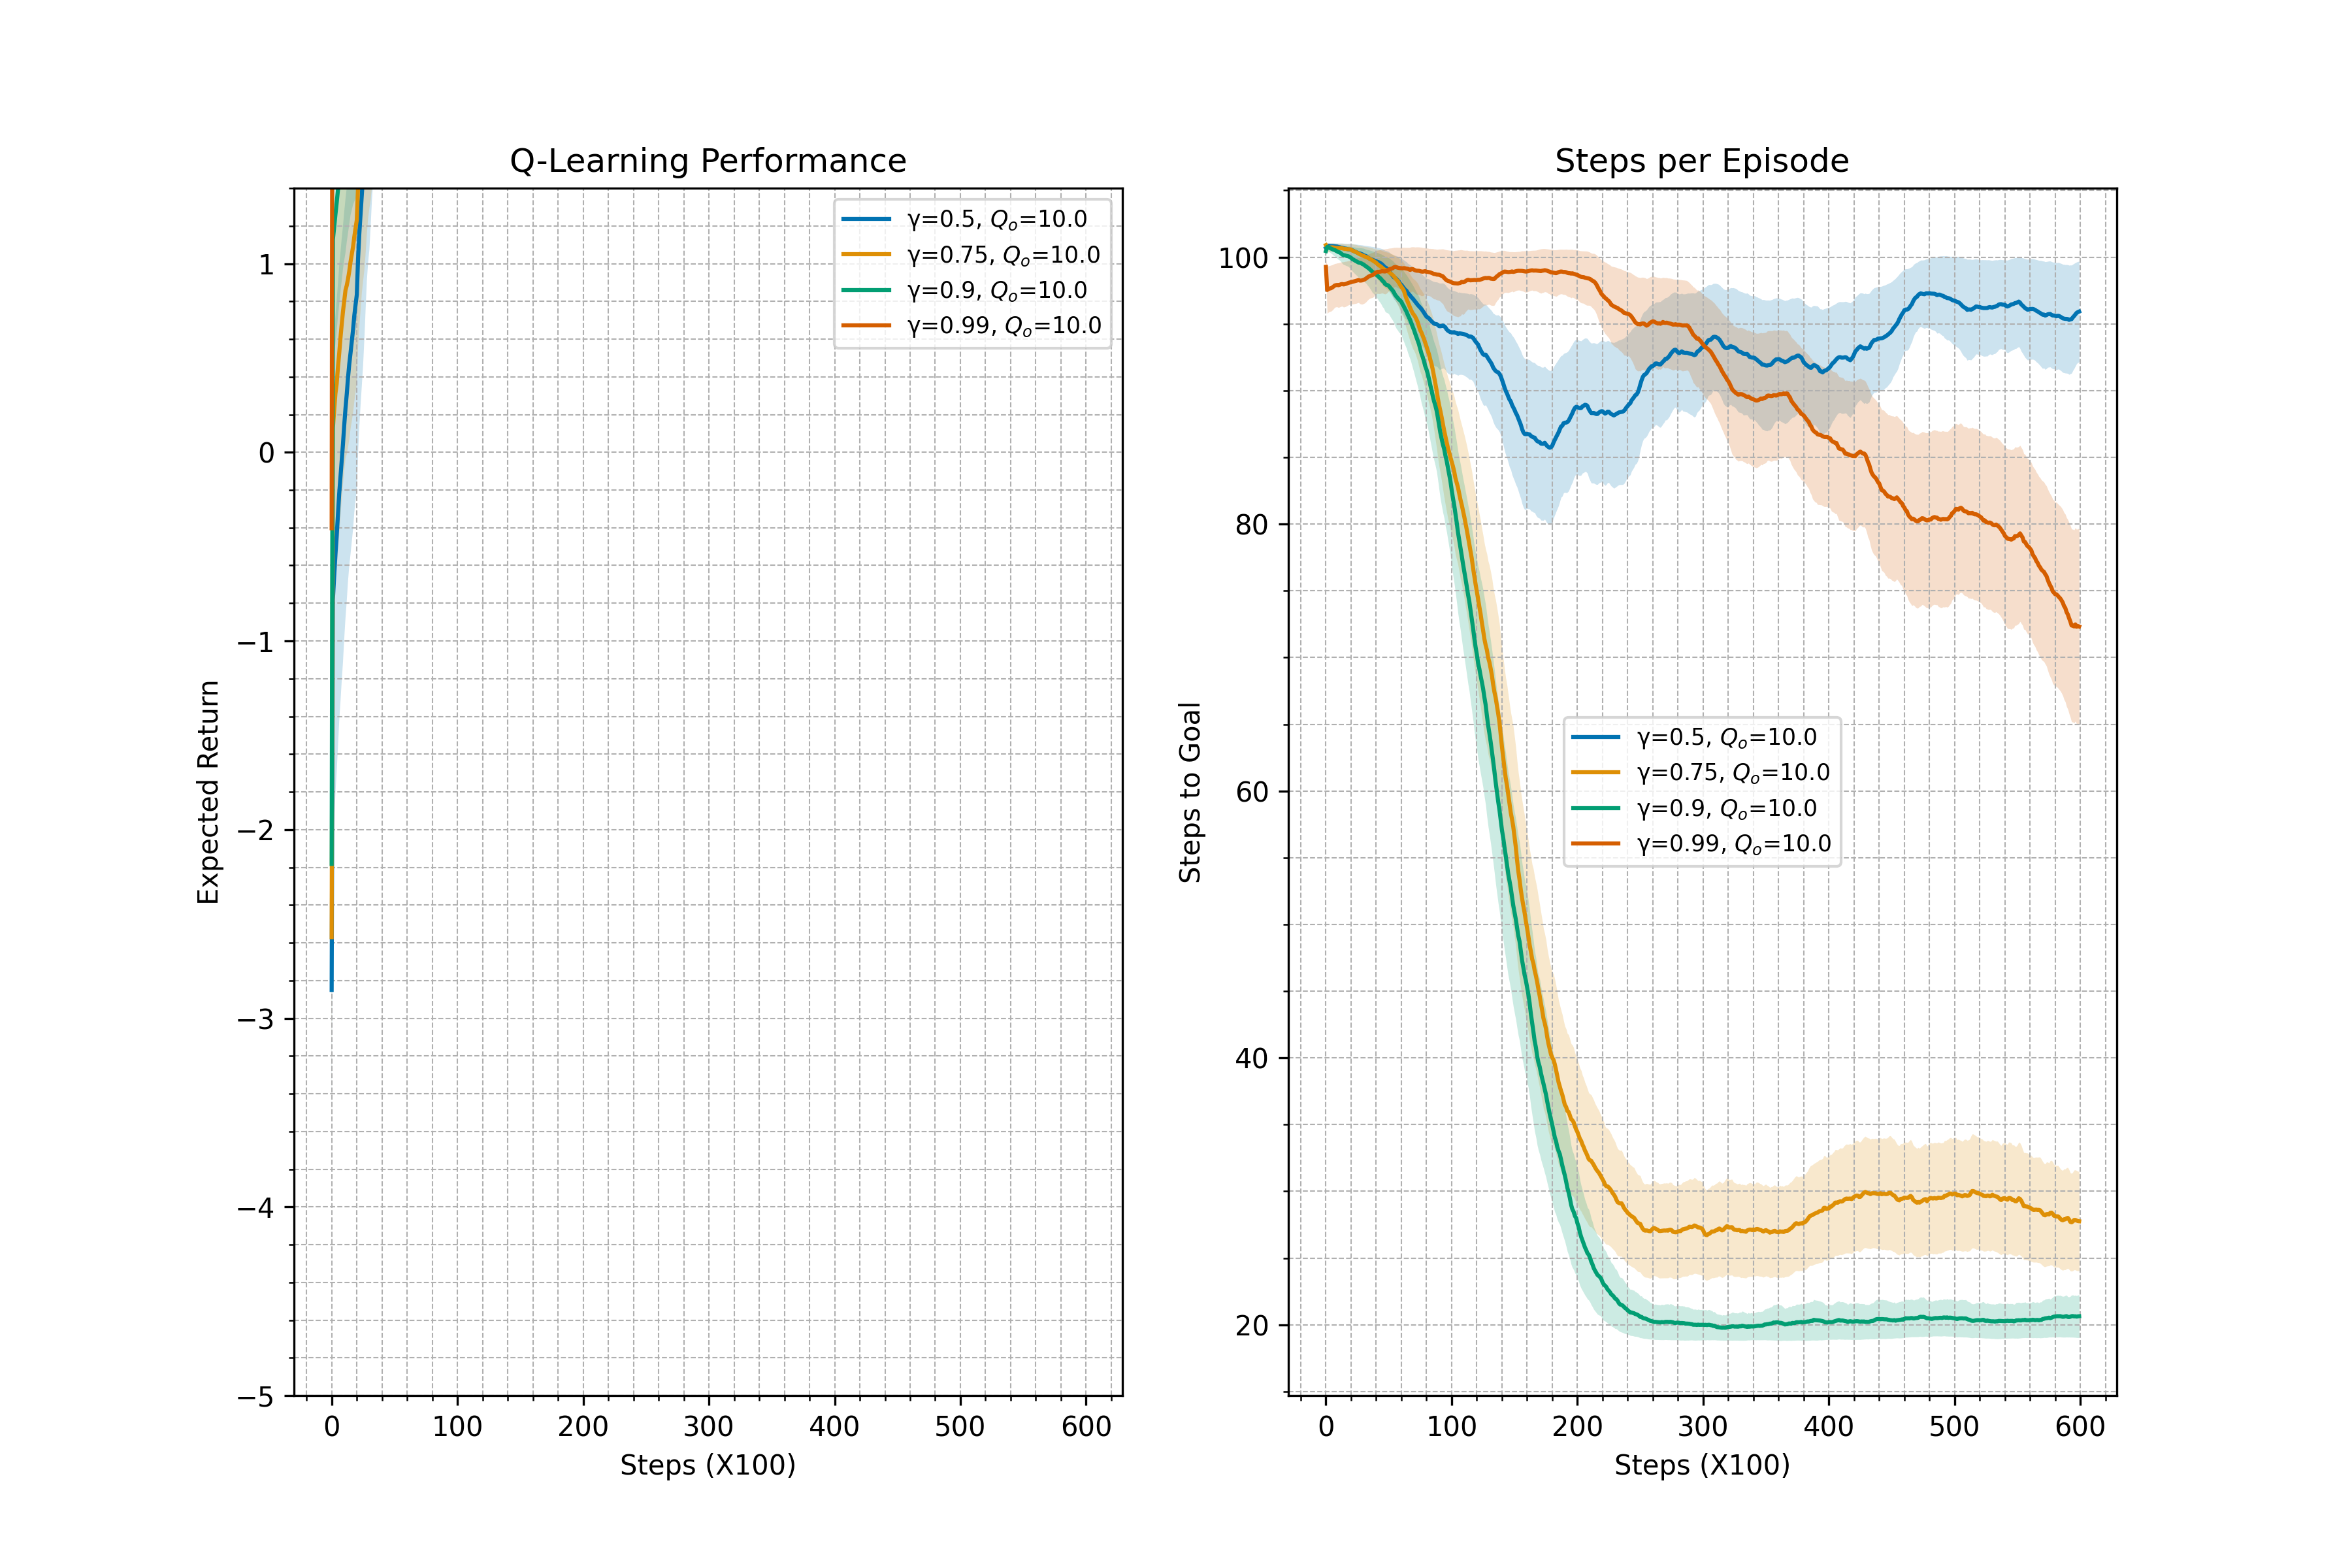 Q-Learning Performance
Expected Return
1
0
−1
−2
−3
−4
−5
0 100 200 300 400 500 600
Steps (X100)
γ=0.5, Qₒ=10.0
γ=0.75, Qₒ=10.0
γ=0.9, Qₒ=10.0
γ=0.99, Qₒ=10.0
Steps per Episode
Steps to Goal
100
80
60
40
20
0 100 200 300 400 500 600
Steps (X100)
γ=0.5, Qₒ=10.0
γ=0.75, Qₒ=10.0
γ=0.9, Qₒ=10.0
γ=0.99, Qₒ=10.0